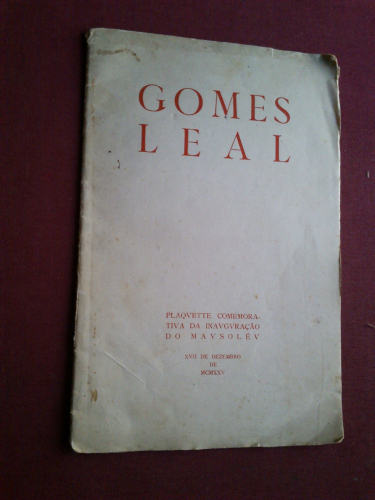 GOMES
LEAL
PLAQVETTE COMEMORA-
TIVA DA INAVGVRAÇÃO
DO MAVSOLÉV
XVII DE DEZEMBRO
DE
MCMXXV